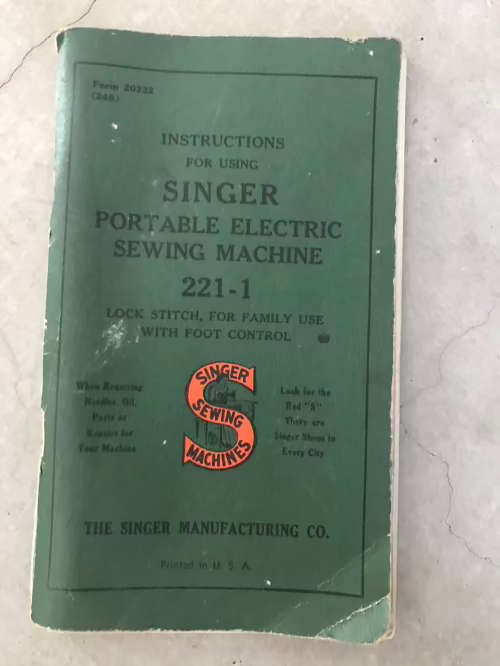 Form 20332
(248)
INSTRUCTIONS
FOR USING
SINGER
PORTABLE ELECTRIC
SEWING MACHINE
221-1
LOCK STITCH, FOR FAMILY USE
WITH FOOT CONTROL
When Requiring
Needles, Oil,
Parts or
Repairs for
Your Machine
SINGER
SEWING
MACHINES
Look for the
Red "S"
There are
Singer Shops in
Every City
THE SINGER MANUFACTURING CO.
Printed in U. S. A.